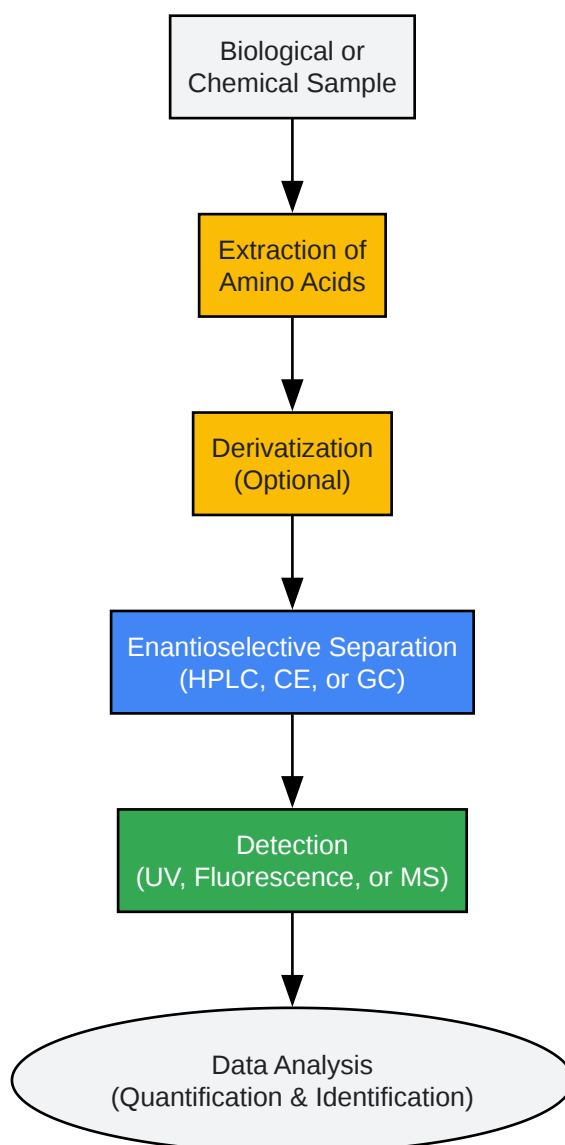 Biological or
Chemical Sample
Extraction of
Amino Acids
Derivatization
(Optional)
Enantioselective Separation
(HPLC, CE, or GC)
Detection
(UV, Fluorescence, or MS)
Data Analysis
(Quantification & Identification)